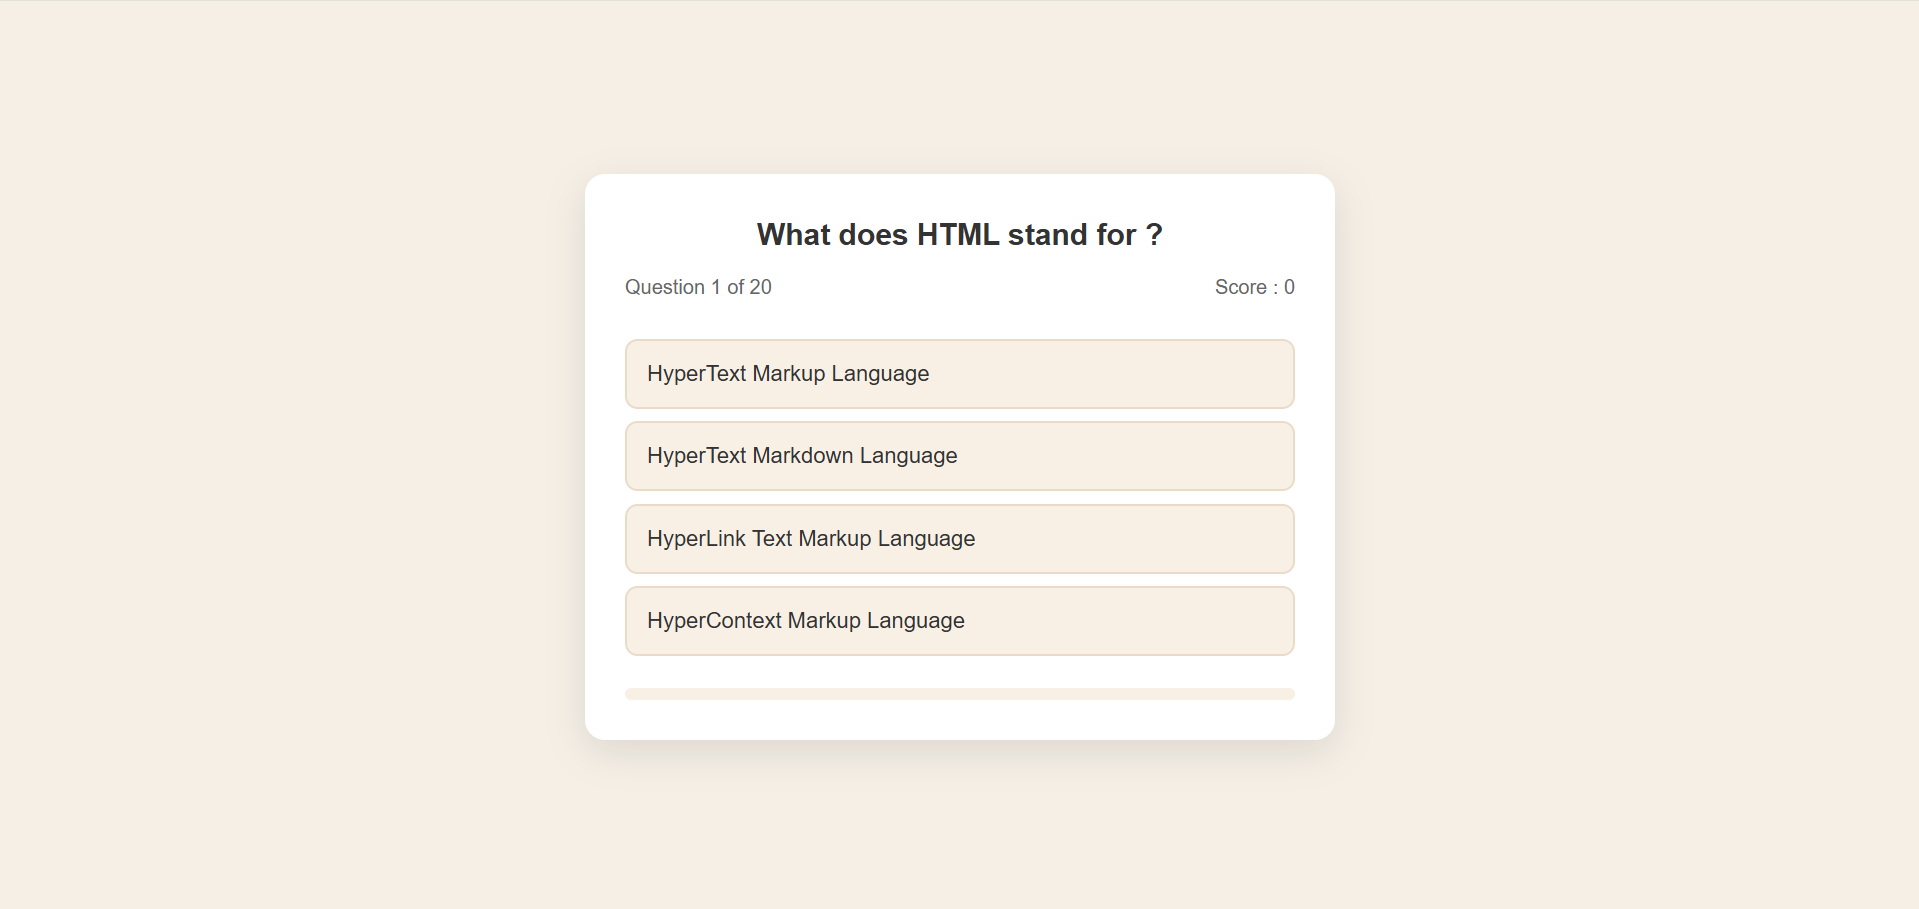 What does HTML stand for ?
Question 1 of 20
Score : 0
HyperText Markup Language
HyperText Markdown Language
HyperLink Text Markup Language
HyperContext Markup Language